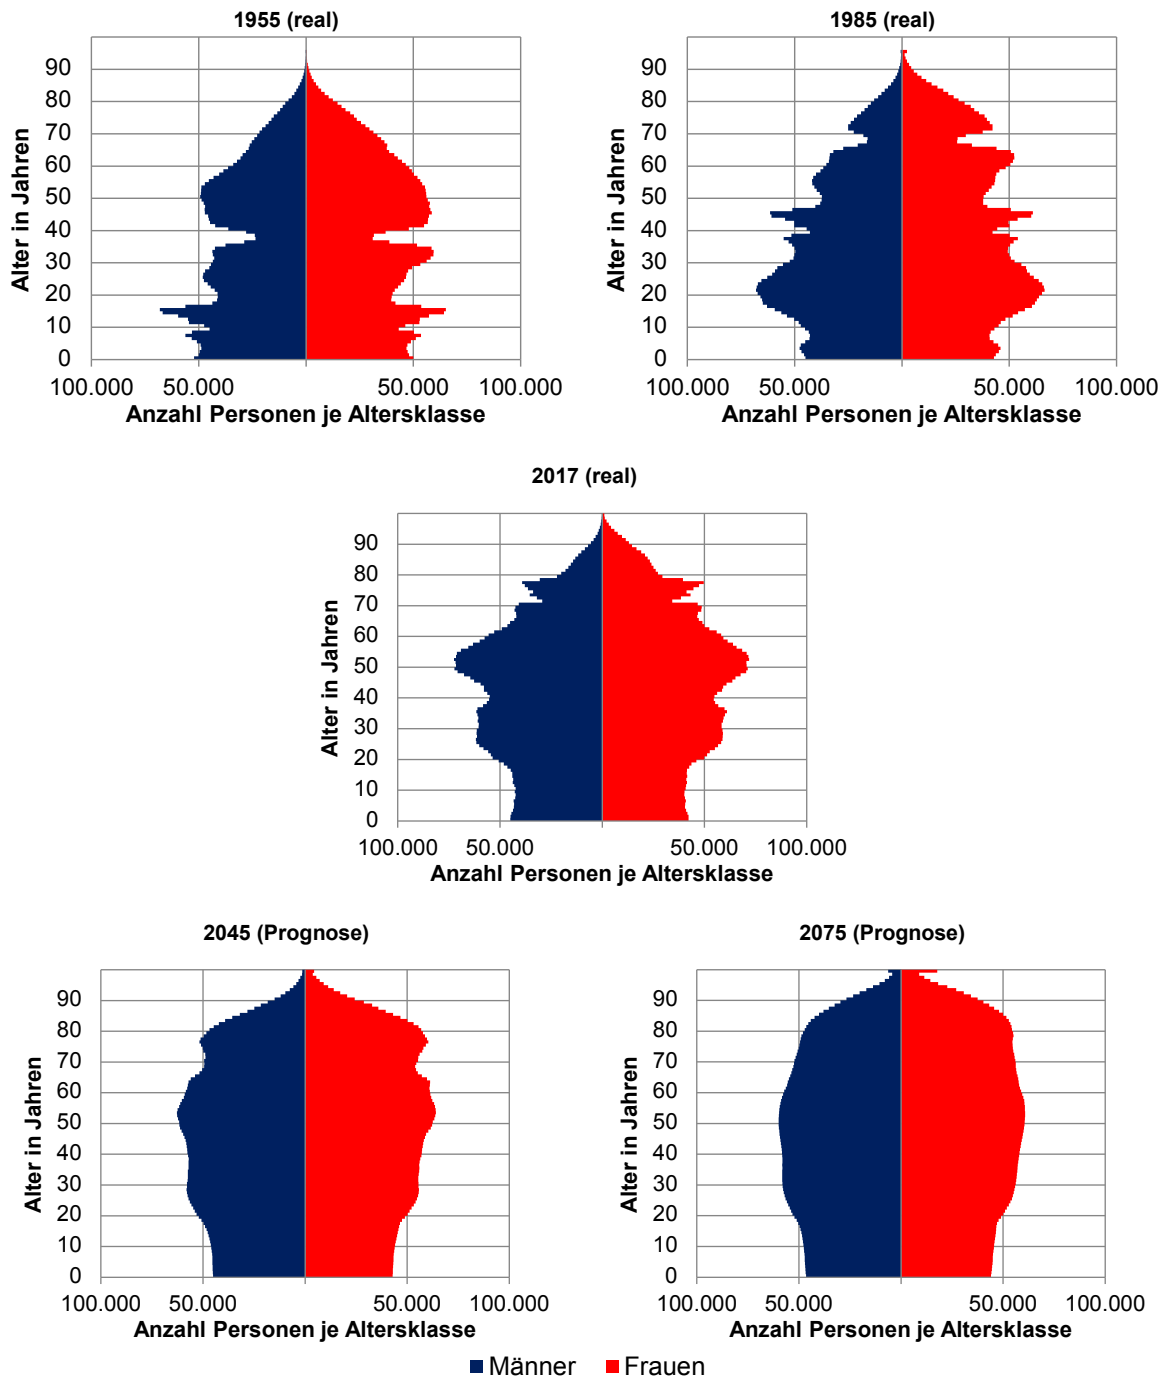 1955 (real)
Alter in Jahren
90
80
70
60
50
40
30
20
10
0
100.000 50.000 50.000 100.000
Anzahl Personen je Altersklasse
1985 (real)
Alter in Jahren
90
80
70
60
50
40
30
20
10
0
100.000 50.000 50.000 100.000
Anzahl Personen je Altersklasse
2017 (real)
Alter in Jahren
90
80
70
60
50
40
30
20
10
0
100.000 50.000 50.000 100.000
Anzahl Personen je Altersklasse
2045 (Prognose)
Alter in Jahren
90
80
70
60
50
40
30
20
10
0
100.000 50.000 50.000 100.000
Anzahl Personen je Altersklasse
2075 (Prognose)
Alter in Jahren
90
80
70
60
50
40
30
20
10
0
100.000 50.000 50.000 100.000
Anzahl Personen je Altersklasse
Männer Frauen